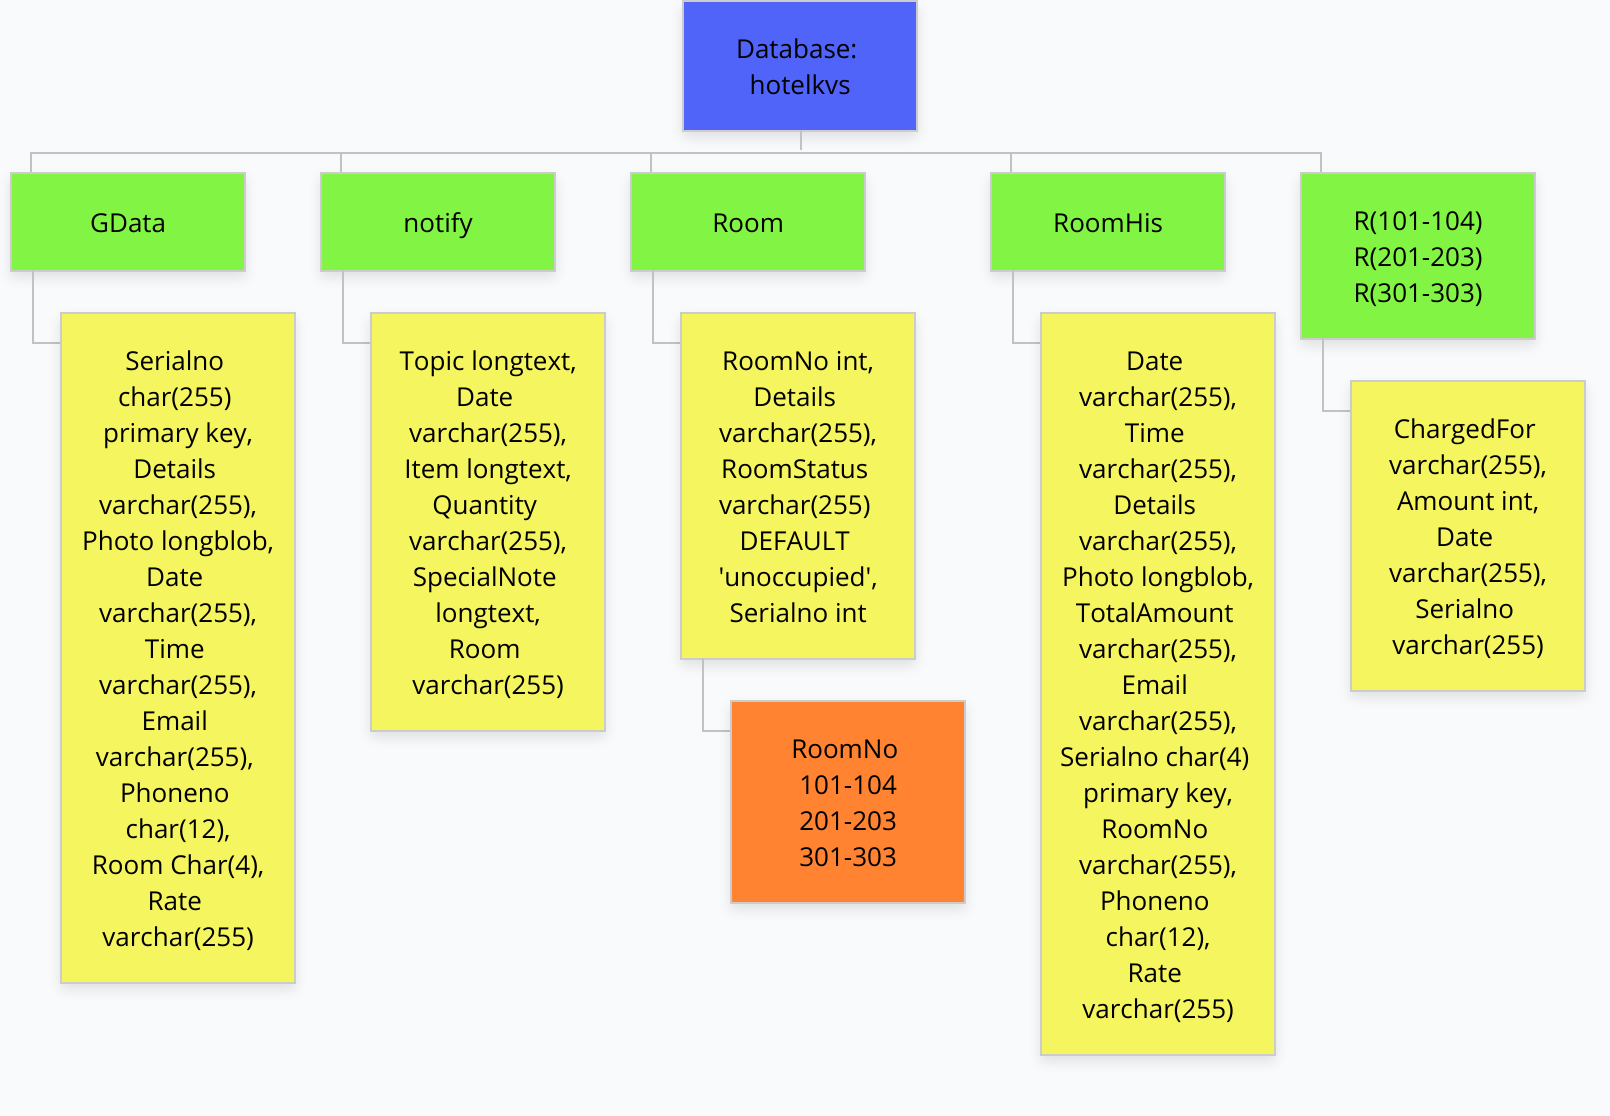 Database:
hotelkvs
GData
Serialno
char(255)
primary key,
Details
varchar(255),
Photo longblob,
Date
varchar(255),
Time
varchar(255),
Email
varchar(255),
Phoneno
char(12),
Room Char(4),
Rate
varchar(255)
notify
Topic longtext,
Date
varchar(255),
Item longtext,
Quantity
varchar(255),
SpecialNote
longtext,
Room
varchar(255)
Room
RoomNo int,
Details
varchar(255),
RoomStatus
varchar(255)
DEFAULT
'unoccupied',
Serialno int
RoomNo
101-104
201-203
301-303
RoomHis
Date
varchar(255),
Time
varchar(255),
Details
varchar(255),
Photo longblob,
TotalAmount
varchar(255),
Email
varchar(255),
Serialno char(4)
primary key,
RoomNo
varchar(255),
Phoneno
char(12),
Rate
varchar(255)
R(101-104)
R(201-203)
R(301-303)
ChargedFor
varchar(255),
Amount int,
Date
varchar(255),
Serialno
varchar(255)